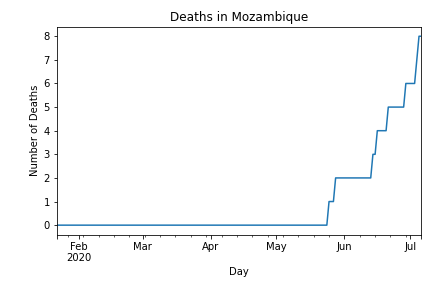 Deaths in Mozambique
8
7
6
5
4
3
2
1
0
Number of Deaths
Feb
2020
Mar
Apr
May
Jun
Jul
Day